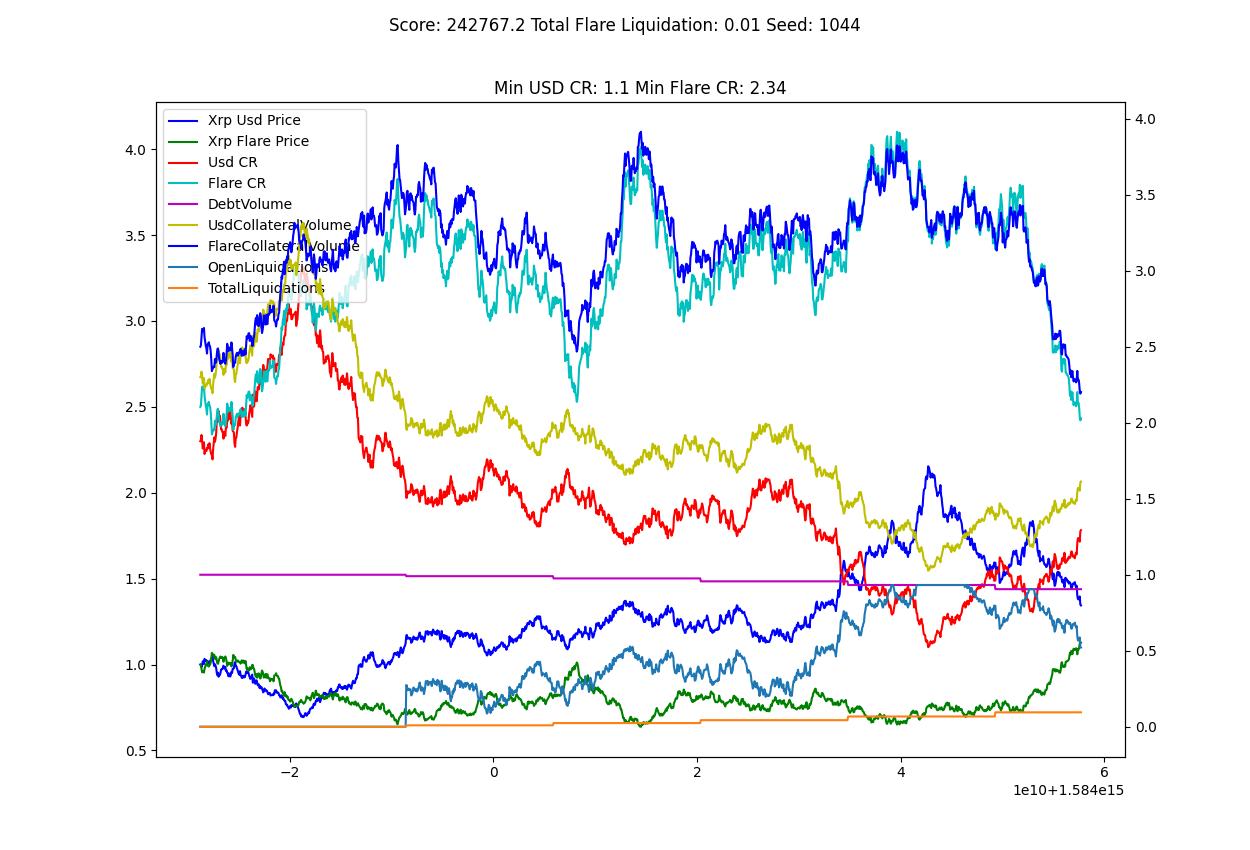 Score: 242767.2 Total Flare Liquidation: 0.01 Seed: 1044
Min USD CR: 1.1 Min Flare CR: 2.34
Xrp Usd Price
Xrp Flare Price
Usd CR
Flare CR
DebtVolume
UsdCollateralVolume
FlareCollateralVolume
OpenLiquidations
TotalLiquidations
4.0
3.5
3.0
2.5
2.0
1.5
1.0
0.5
4.0
3.5
3.0
2.5
2.0
1.5
1.0
0.5
0.0
−2 0 2 4 6
1e10+1.584e15